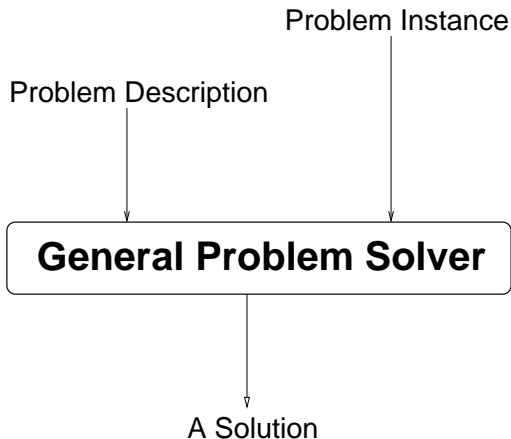 Problem Instance
Problem Description
General Problem Solver
A Solution